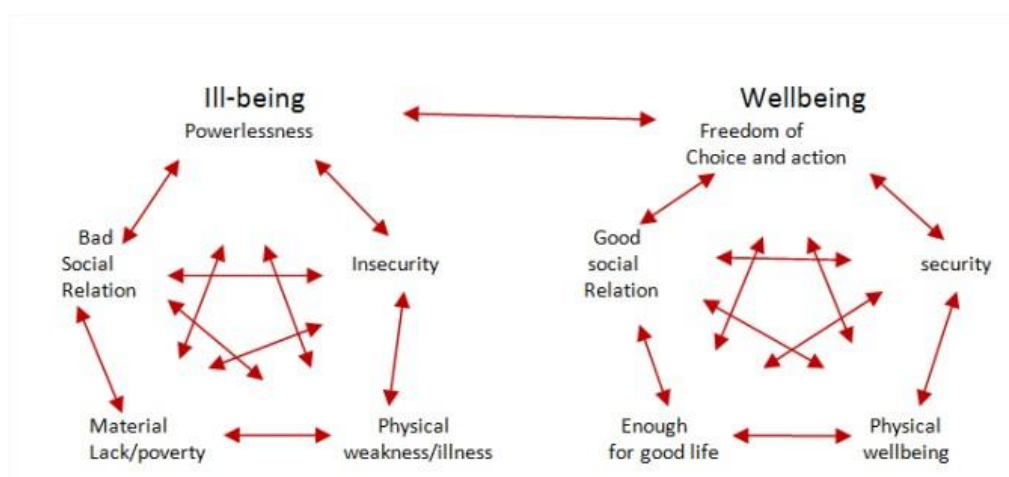 Ill-being
Powerlessness
Bad
Social
Relation
Insecurity
Material
Lack/poverty
Physical
weakness/illness
Wellbeing
Freedom of
Choice and action
Good
social
Relation
security
Enough
for good life
Physical
wellbeing